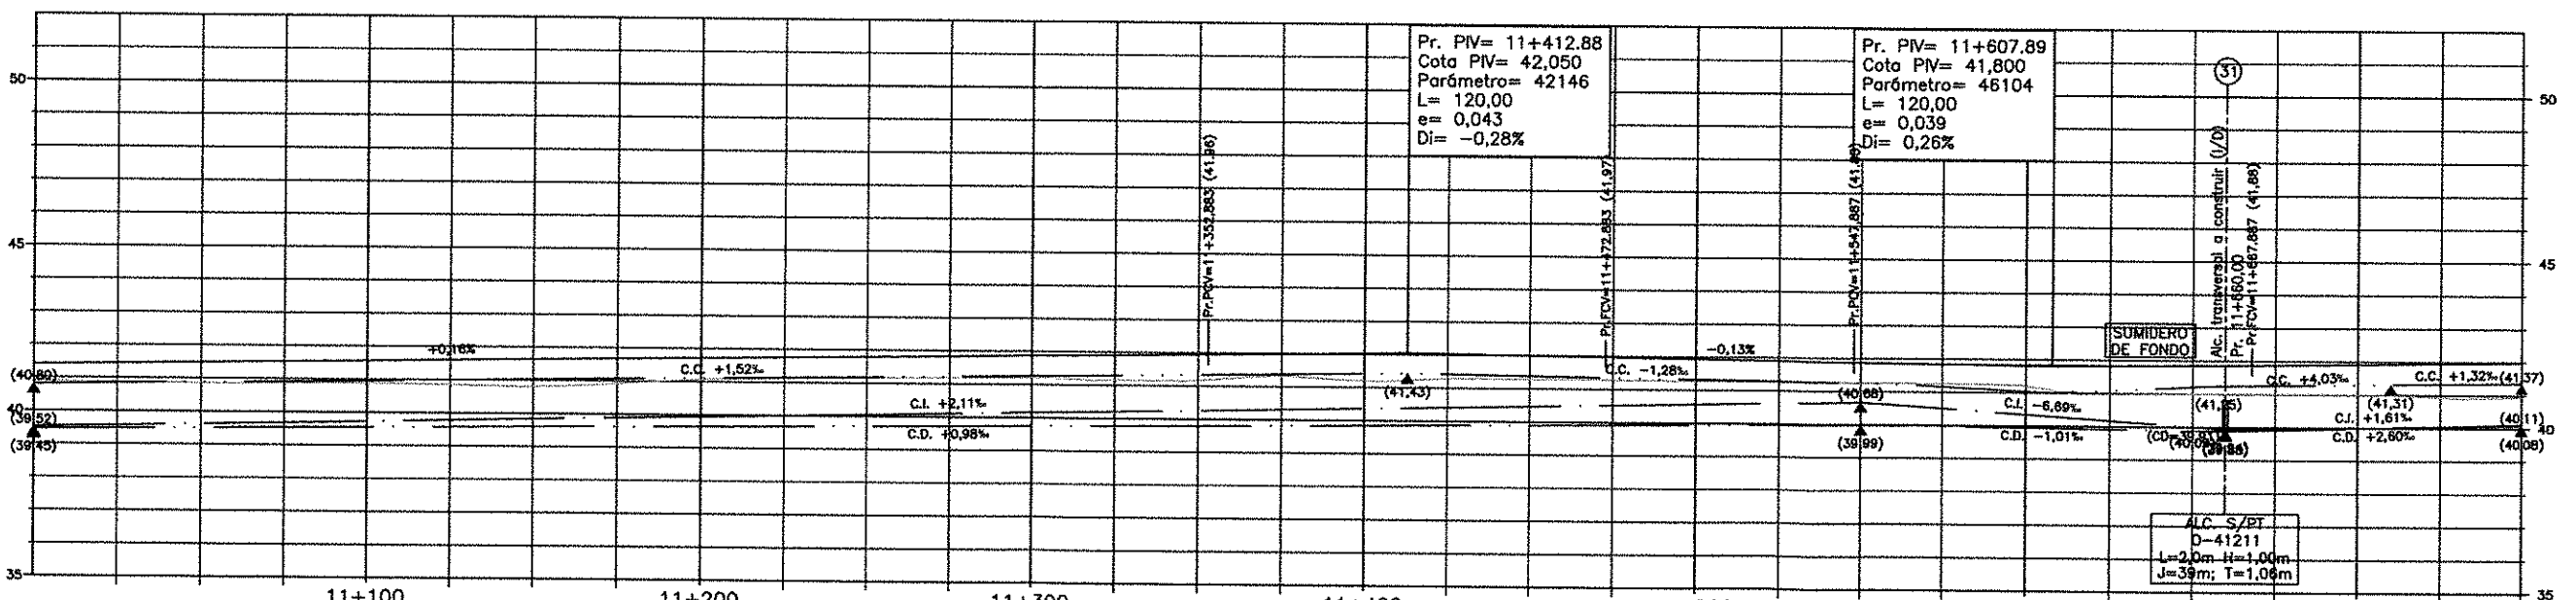 Pr. PIV= 11+412.88
Cota PIV= 42,050
Parámetro= 42146
L= 120,00
e= 0,043
Di= -0,28%
Pr. PIV= 11+607.89
Cota PIV= 41,800
Parámetro= 46104
L= 120,00
e= 0,039
Di= 0,26%
31
50
50
45
45
40
40
35
35
Pr.PCV=11+352,883 (41,96)
Pr.FCV=11+472.883 (41,97)
Pr.PCV=11+547,887
Alc. transversal a construir (I/D)
Pr. 11+660,00
Pr.FCV=11+667.887 (41,88)
SUMIDERO
DE FONDO
+0,16%
-0,13%
(40,80)
C.C. +1,52‰
(41,43)
C.C. -1,28‰
C.C. +4,03‰
C.C. +1,32‰
(41,37)
(41,31)
(39,52)
(39,45)
C.I. +2,11‰
C.D. +0,98‰
(40,68)
(39,99)
C.I. -6,69‰
C.D. -1,01‰
C.I. +1,61‰
C.D. +2,60‰
(40,11)
(40,08)
ALC. S/PT
O-41211
L=2,0m H=1,00m
J=39m; T=1,06m
11+100
11+200
11+300
11+400